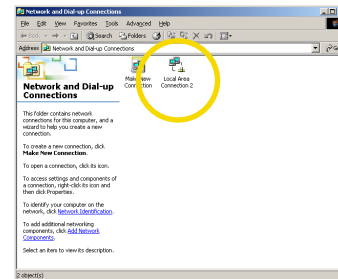 Network and Dial-up Connections
File Edit View Favorites Tools Advanced Help
Back Search Folders
Address Network and Dial-up Connections Go
Make New Connection
Local Area Connection 2
Network and Dial-up
Connections
This folder contains network
connections for this computer, and a
wizard to help you create a new
connection.
To create a new connection, click
Make New Connection.
To open a connection, click its icon.
To access settings and components of
a connection, right-click its icon and
then click Properties.
To identify your computer on the
network, click Network Identification.
To add additional networking
components, click Add Network
Components.
Select an item to view its description.
2 object(s)